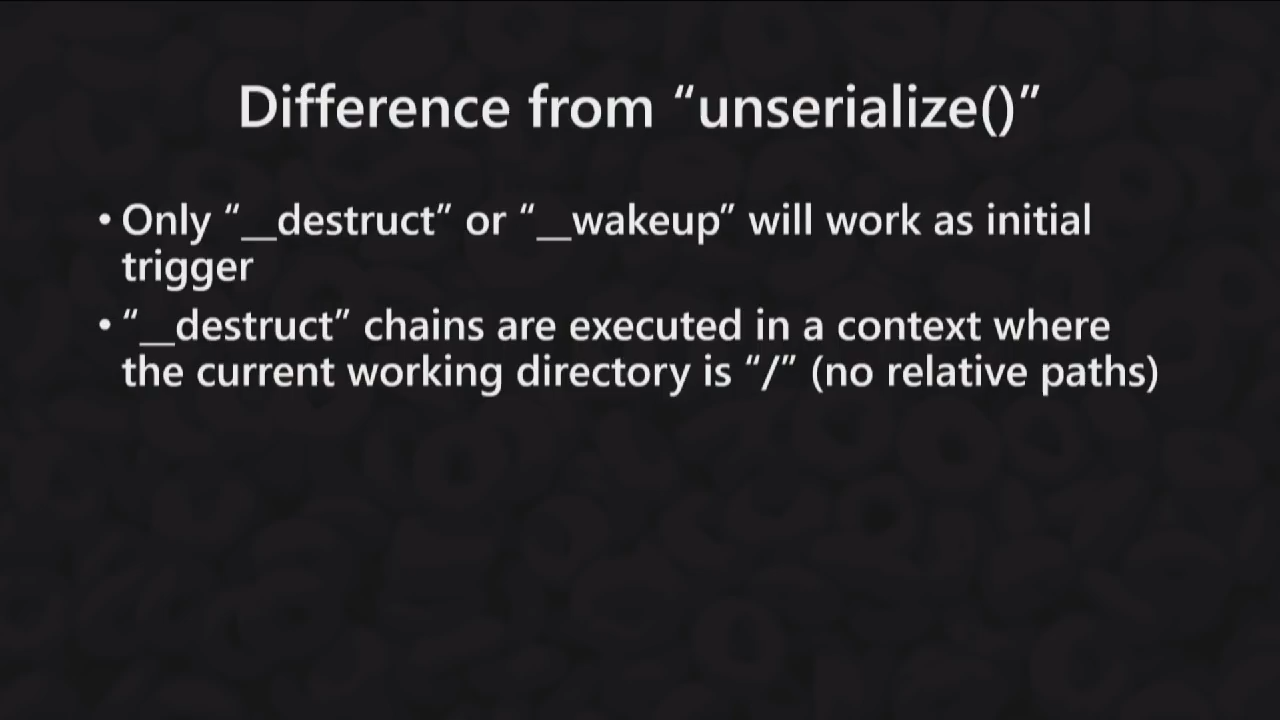 Difference from “unserialize()”
• Only “__destruct” or “__wakeup” will work as initial
trigger
• “__destruct” chains are executed in a context where
the current working directory is “/” (no relative paths)